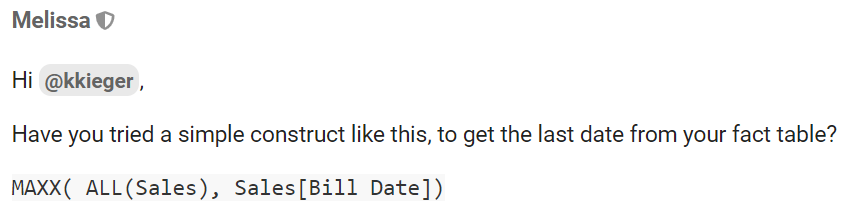 Melissa
Hi @kkieger,
Have you tried a simple construct like this, to get the last date from your fact table?
MAXX( ALL(Sales), Sales[Bill Date])